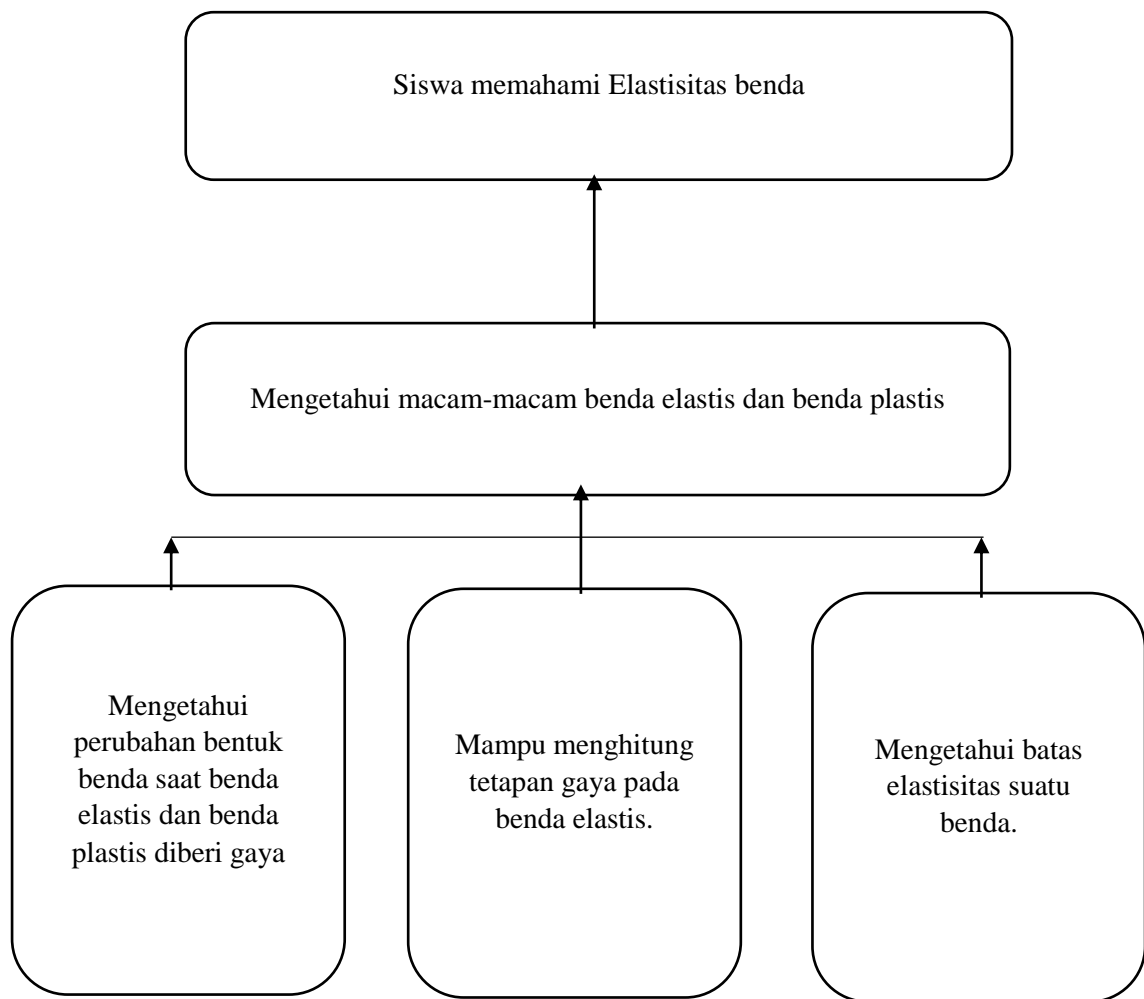 Siswa memahami Elastisitas benda
Mengetahui macam-macam benda elastis dan benda plastis
Mengetahui
perubahan bentuk
benda saat benda
elastis dan benda
plastis diberi gaya
Mampu menghitung
tetapan gaya pada
benda elastis.
Mengetahui batas
elastisitas suatu
benda.